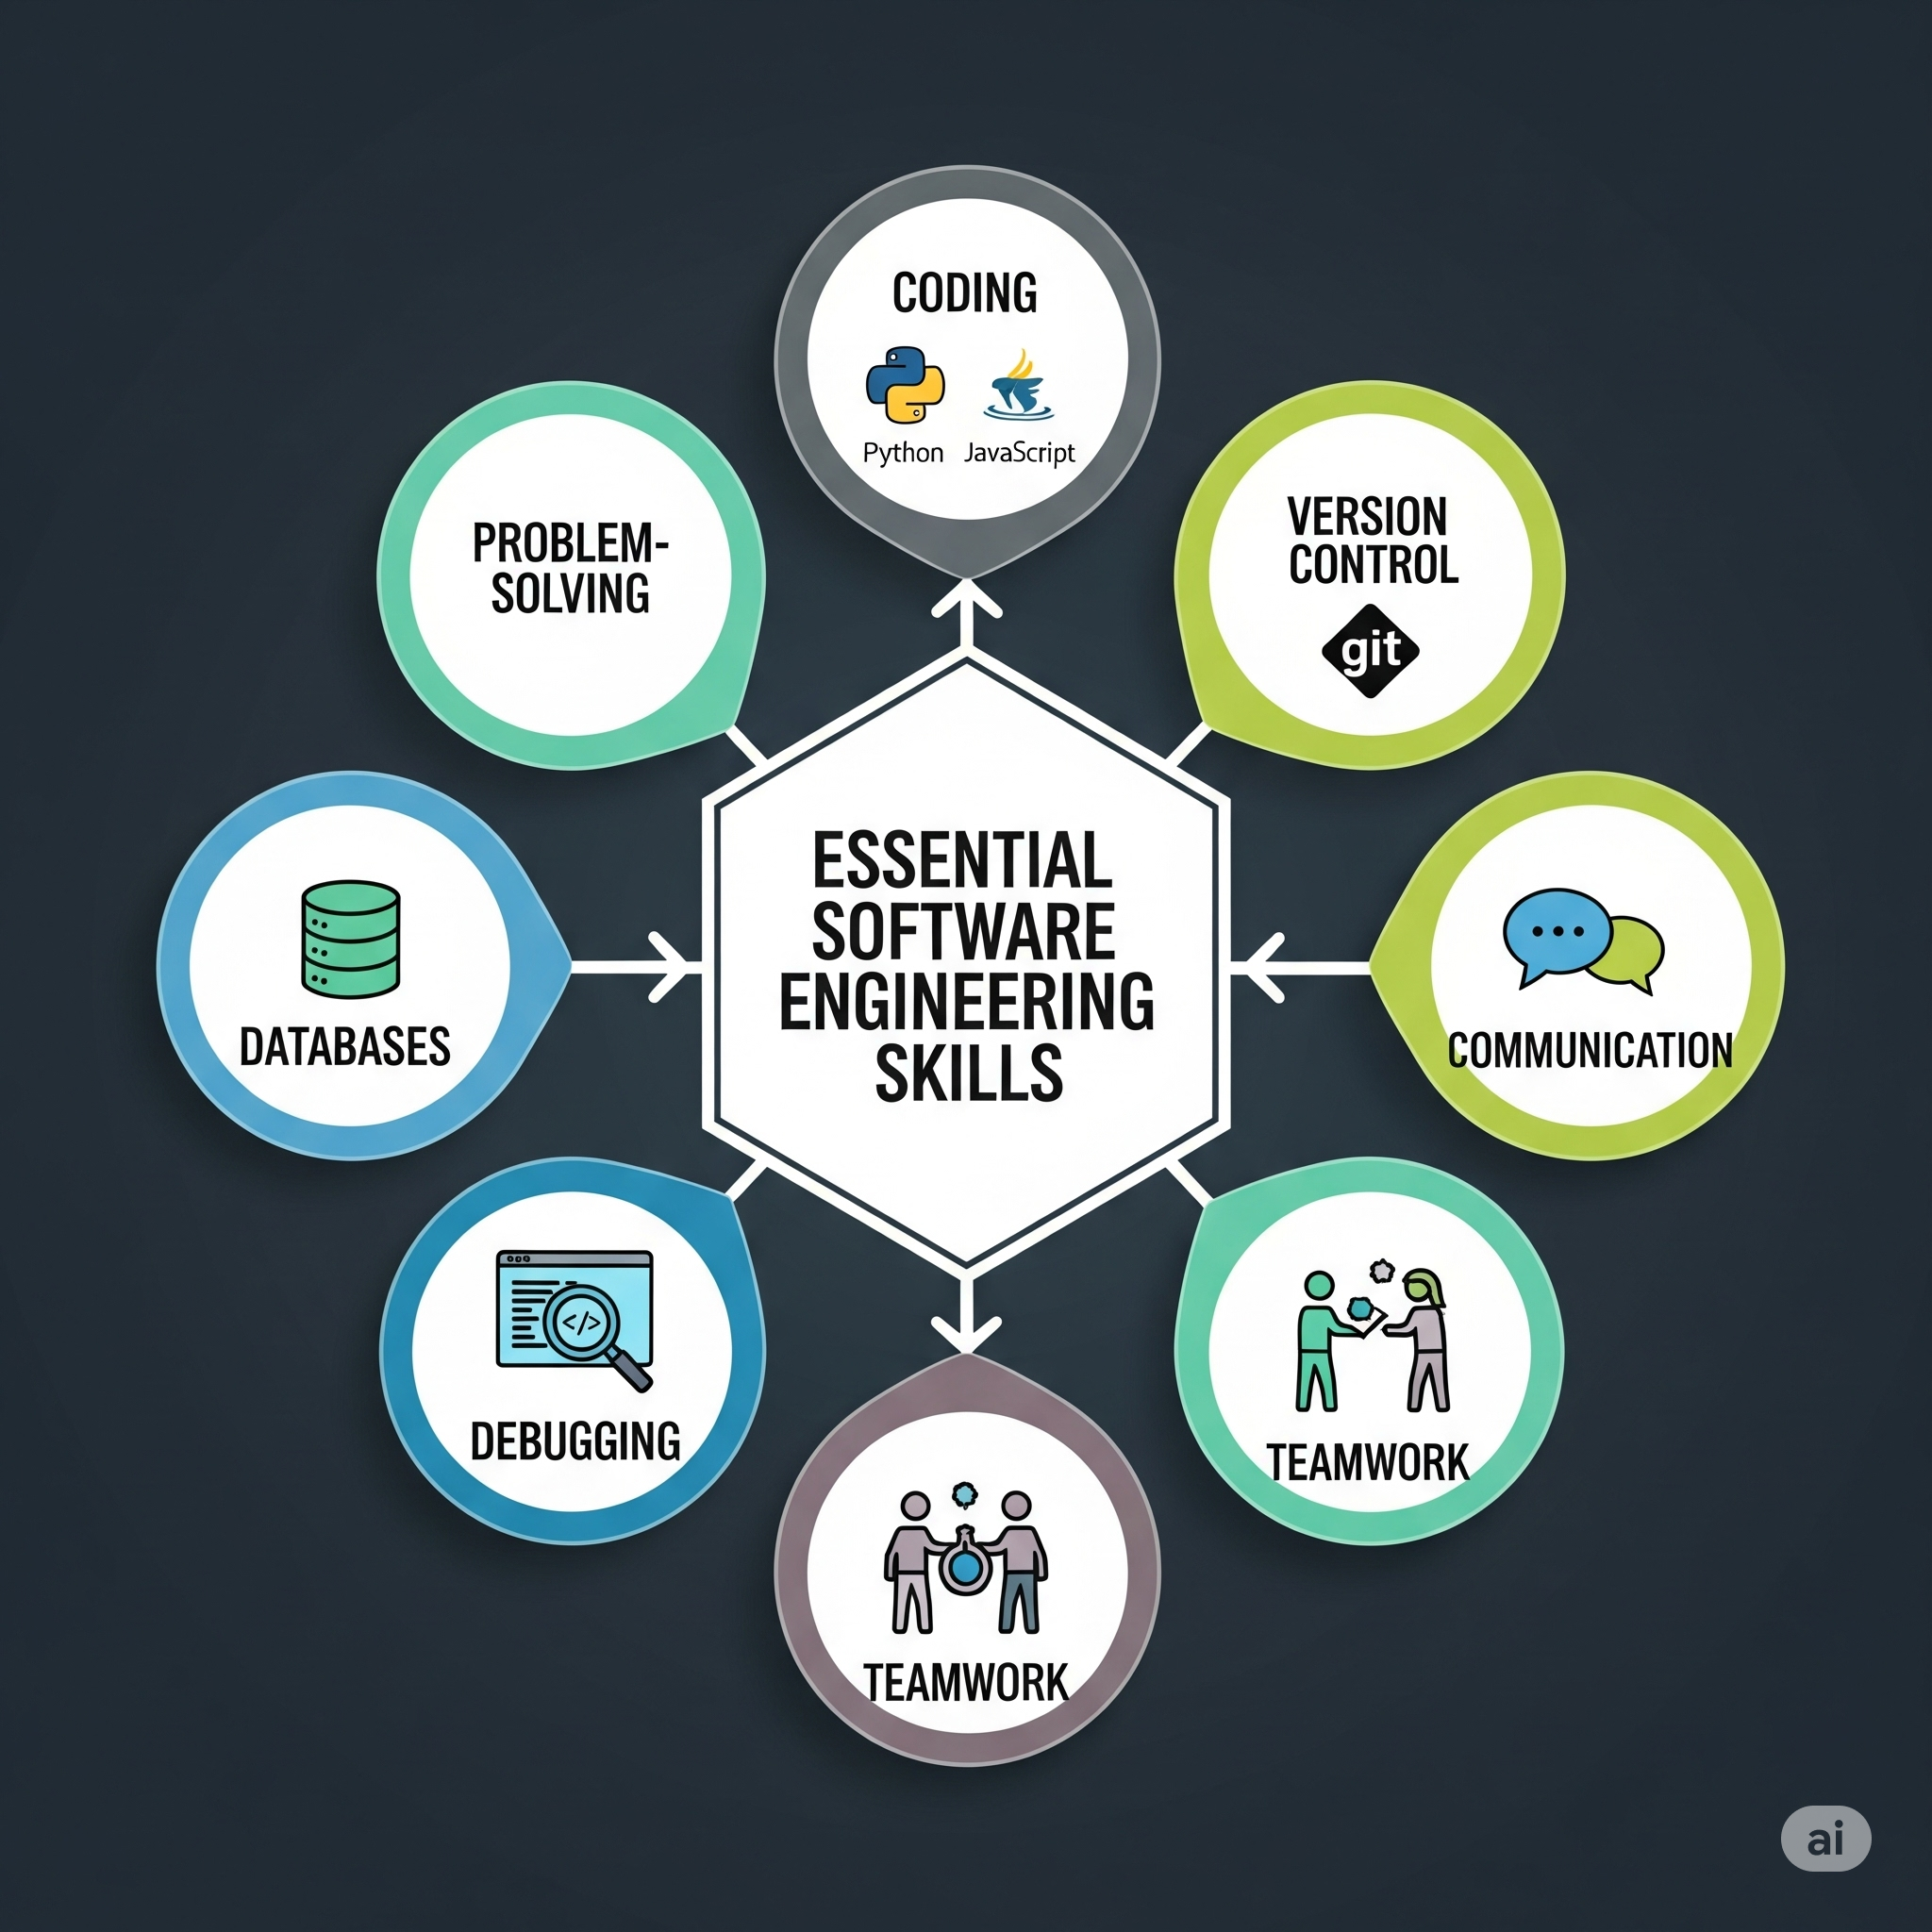 CODING
Python JavaScript
PROBLEM-
SOLVING
VERSION
CONTROL
git
ESSENTIAL
SOFTWARE
ENGINEERING
SKILLS
DATABASES
COMMUNICATION
</>
DEBUGGING
TEAMWORK
TEAMWORK
ai